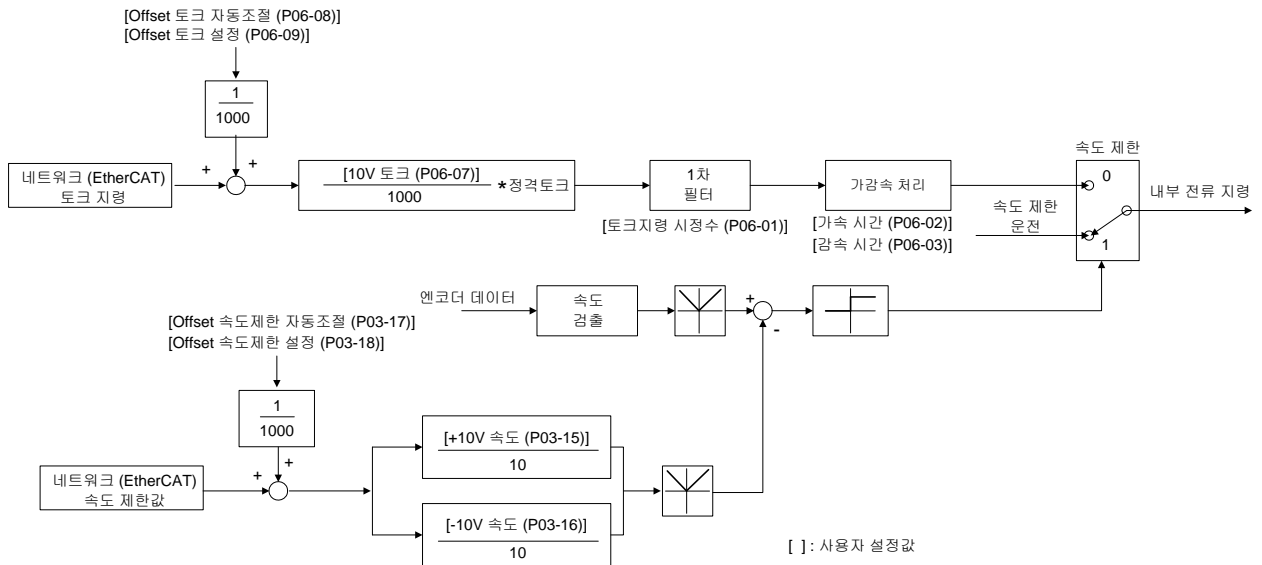 [Offset 토크 자동조절 (P06-08)]
[Offset 토크 설정 (P06-09)]
1
1000
네트워크 (EtherCAT)
토크 지령
+
+
[10V 토크 (P06-07)]
1000
*정격토크
1차
필터
[토크지령 시정수 (P06-01)]
가감속 처리
[가속 시간 (P06-02)]
[감속 시간 (P06-03)]
속도 제한
0
속도 제한
운전
1
내부 전류 지령
엔코더 데이터
속도
검출
+
-
[Offset 속도제한 자동조절 (P03-17)]
[Offset 속도제한 설정 (P03-18)]
1
1000
네트워크 (EtherCAT)
속도 제한값
+
+
[+10V 속도 (P03-15)]
10
[-10V 속도 (P03-16)]
10
[ ] : 사용자 설정값